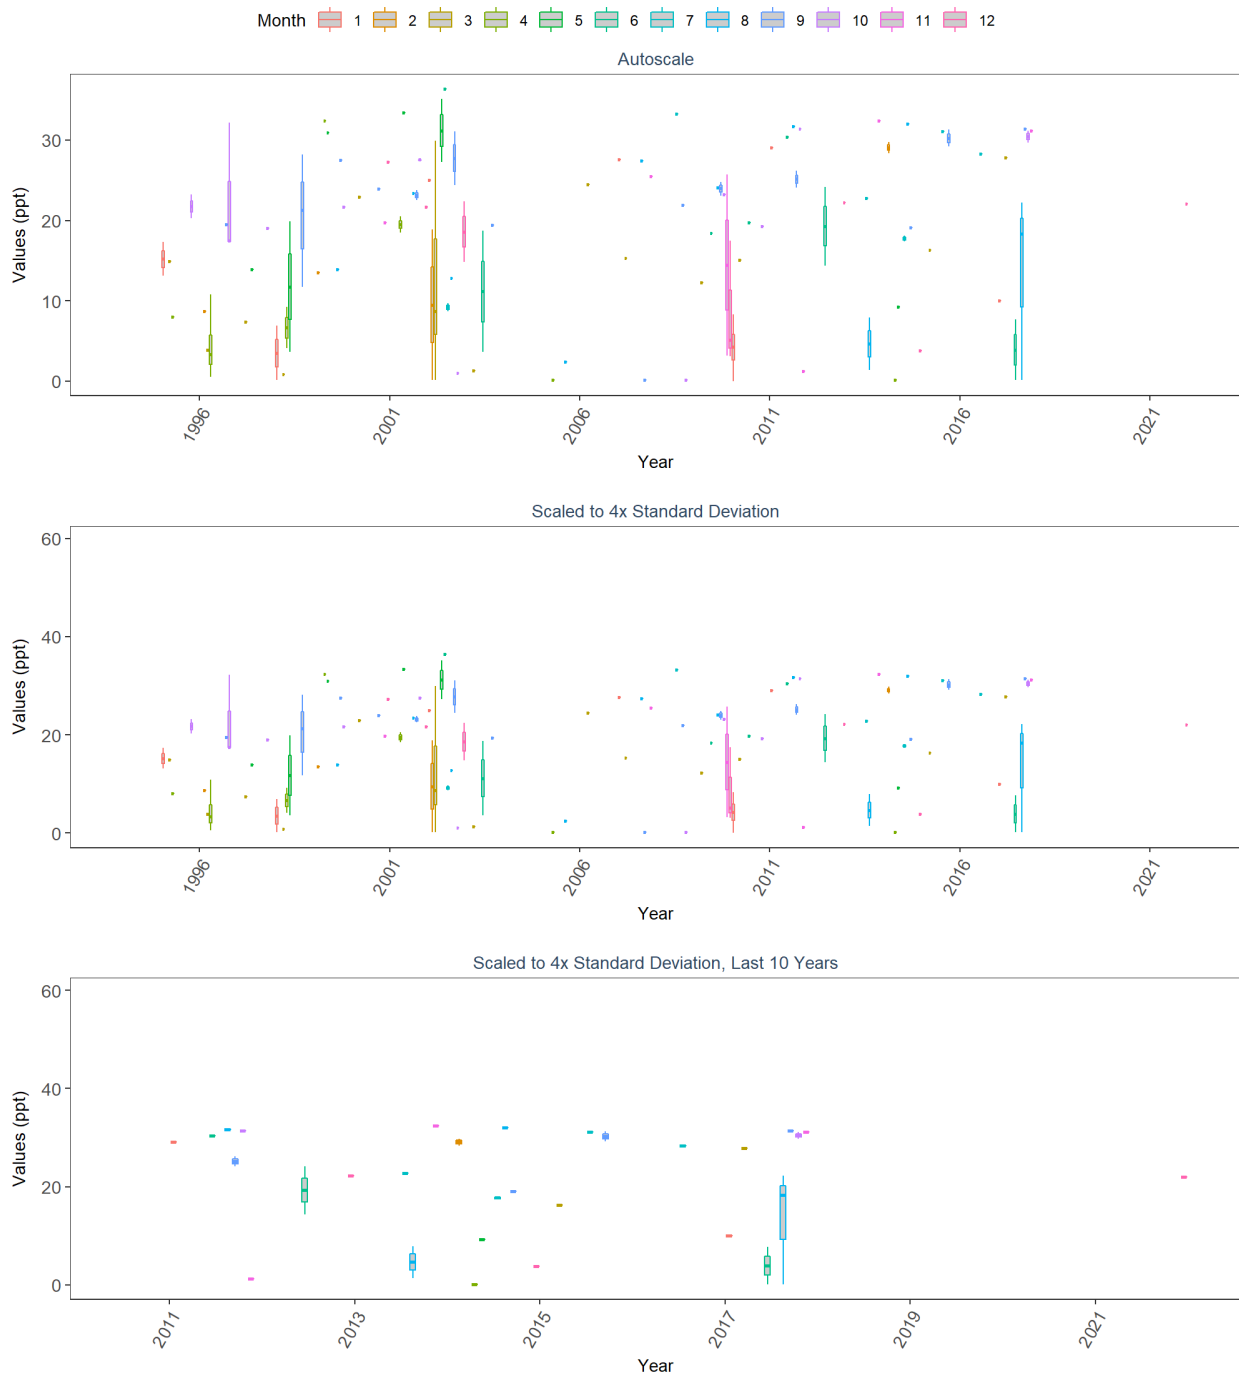 Month 1 2 3 4 5 6 7 8 9 10 11 12
Autoscale
Values (ppt)
30
20
10
0
1996 2001 2006 2011 2016 2021
Year
Scaled to 4x Standard Deviation
Values (ppt)
60
40
20
0
1996 2001 2006 2011 2016 2021
Year
Scaled to 4x Standard Deviation, Last 10 Years
Values (ppt)
60
40
20
0
2011 2013 2015 2017 2019 2021
Year